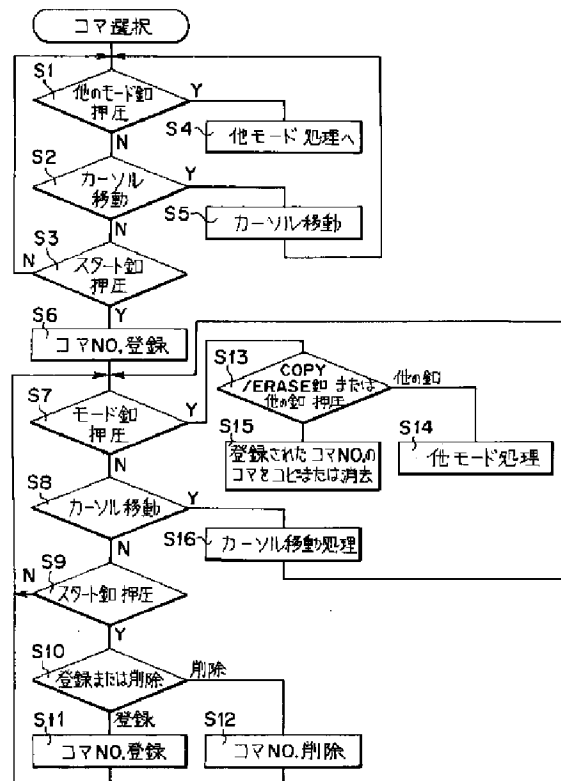 コマ選択
S1
他のモード釦
押圧
Y
N
S4
他モード処理へ
S2
カーソル
移動
Y
N
S5
カーソル移動
S3
スタート釦
押圧
N
Y
S6
コマNO.登録
S7
モード釦
押圧
Y
N
S13
COPY
/ERASE釦 または
他の釦 押圧
他の釦
S15
登録されたコマNO.の
コマをコピまたは消去
S14
他モード処理
S8
カーソル移動
Y
N
S16
カーソル移動処理
S9
スタート釦 押圧
N
Y
S10
登録または削除
削除
登録
S11
コマNO.登録
S12
コマNO.削除